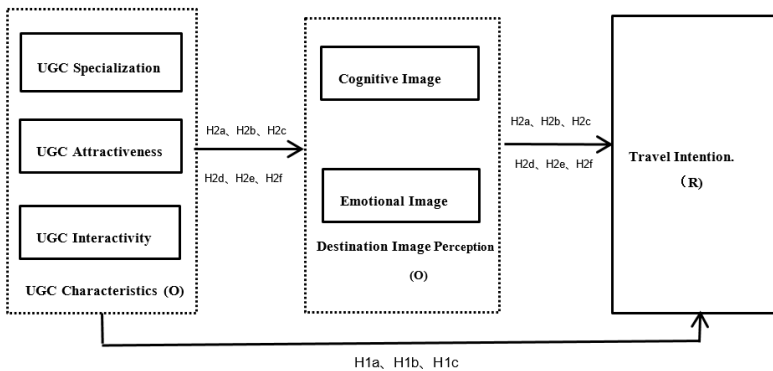 UGC Specialization
UGC Attractiveness
UGC Interactivity
UGC Characteristics (O)
H2a、H2b、H2c
H2d、H2e、H2f
Cognitive Image
Emotional Image
Destination Image Perception
(O)
H2a、H2b、H2c
H2d、H2e、H2f
Travel Intention.
（R）
H1a、H1b、H1c